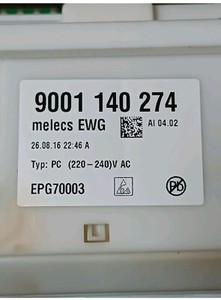 9001 140 274
melecs EWG AI 04.02
26.08.16 22:46 A
Typ: PC (220-240)V AC
EPG70003
Pb